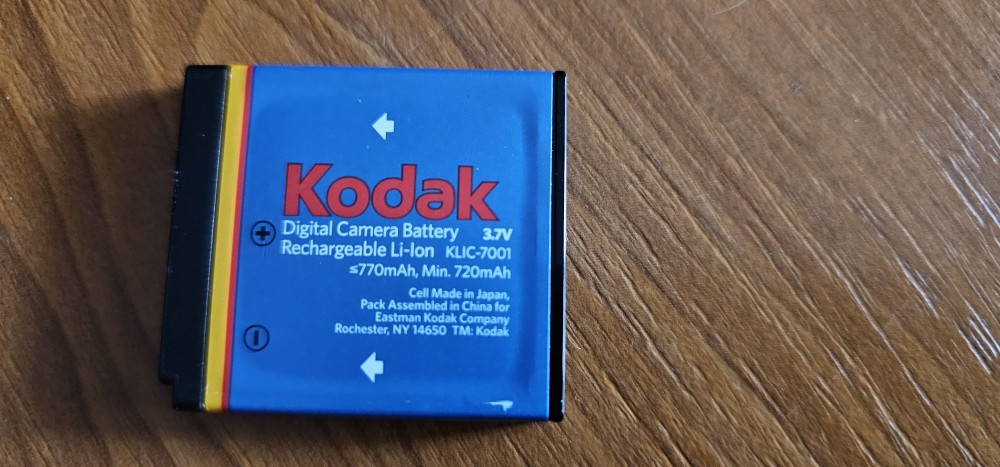 Kodak
Digital Camera Battery 3.7V
Rechargeable Li-Ion KLIC-7001
≤770mAh, Min. 720mAh
Cell Made in Japan,
Pack Assembled in China for
Eastman Kodak Company
Rochester, NY 14650 TM: Kodak